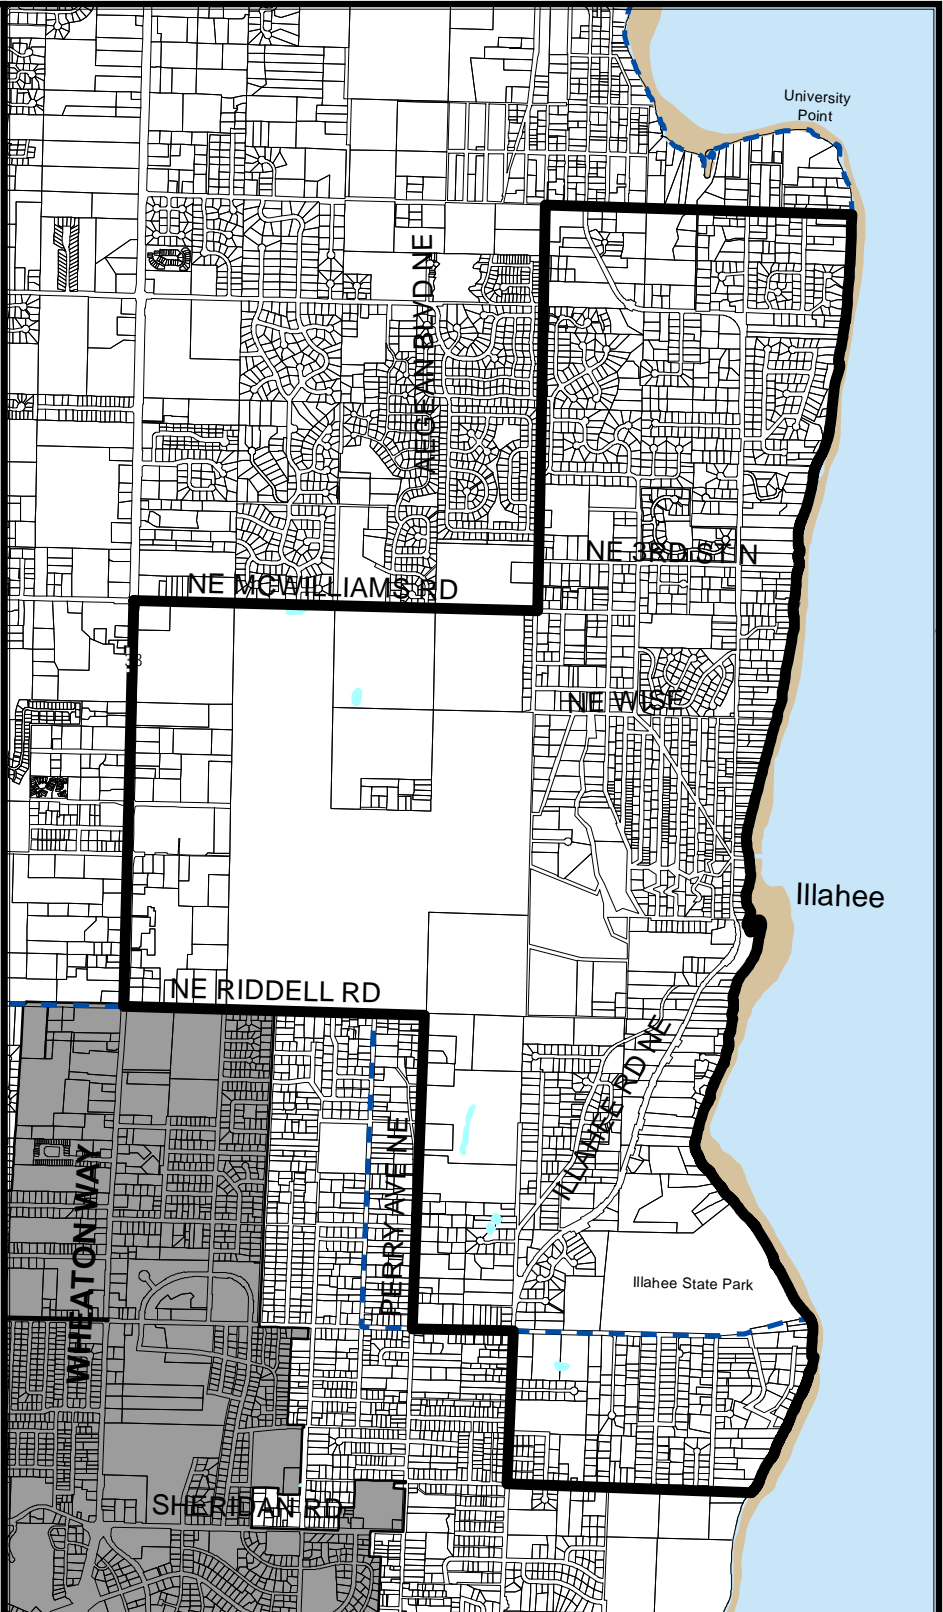 University
Point
AEGEAN BLVD NE
NE 3RD ST N
NE MCWILLIAMS RD
NE WISE
Illahee
NE RIDDELL RD
ILLAHEE RD NE
PERRY AVE NE
WHEATON WAY
Illahee State Park
SHERIDAN RD